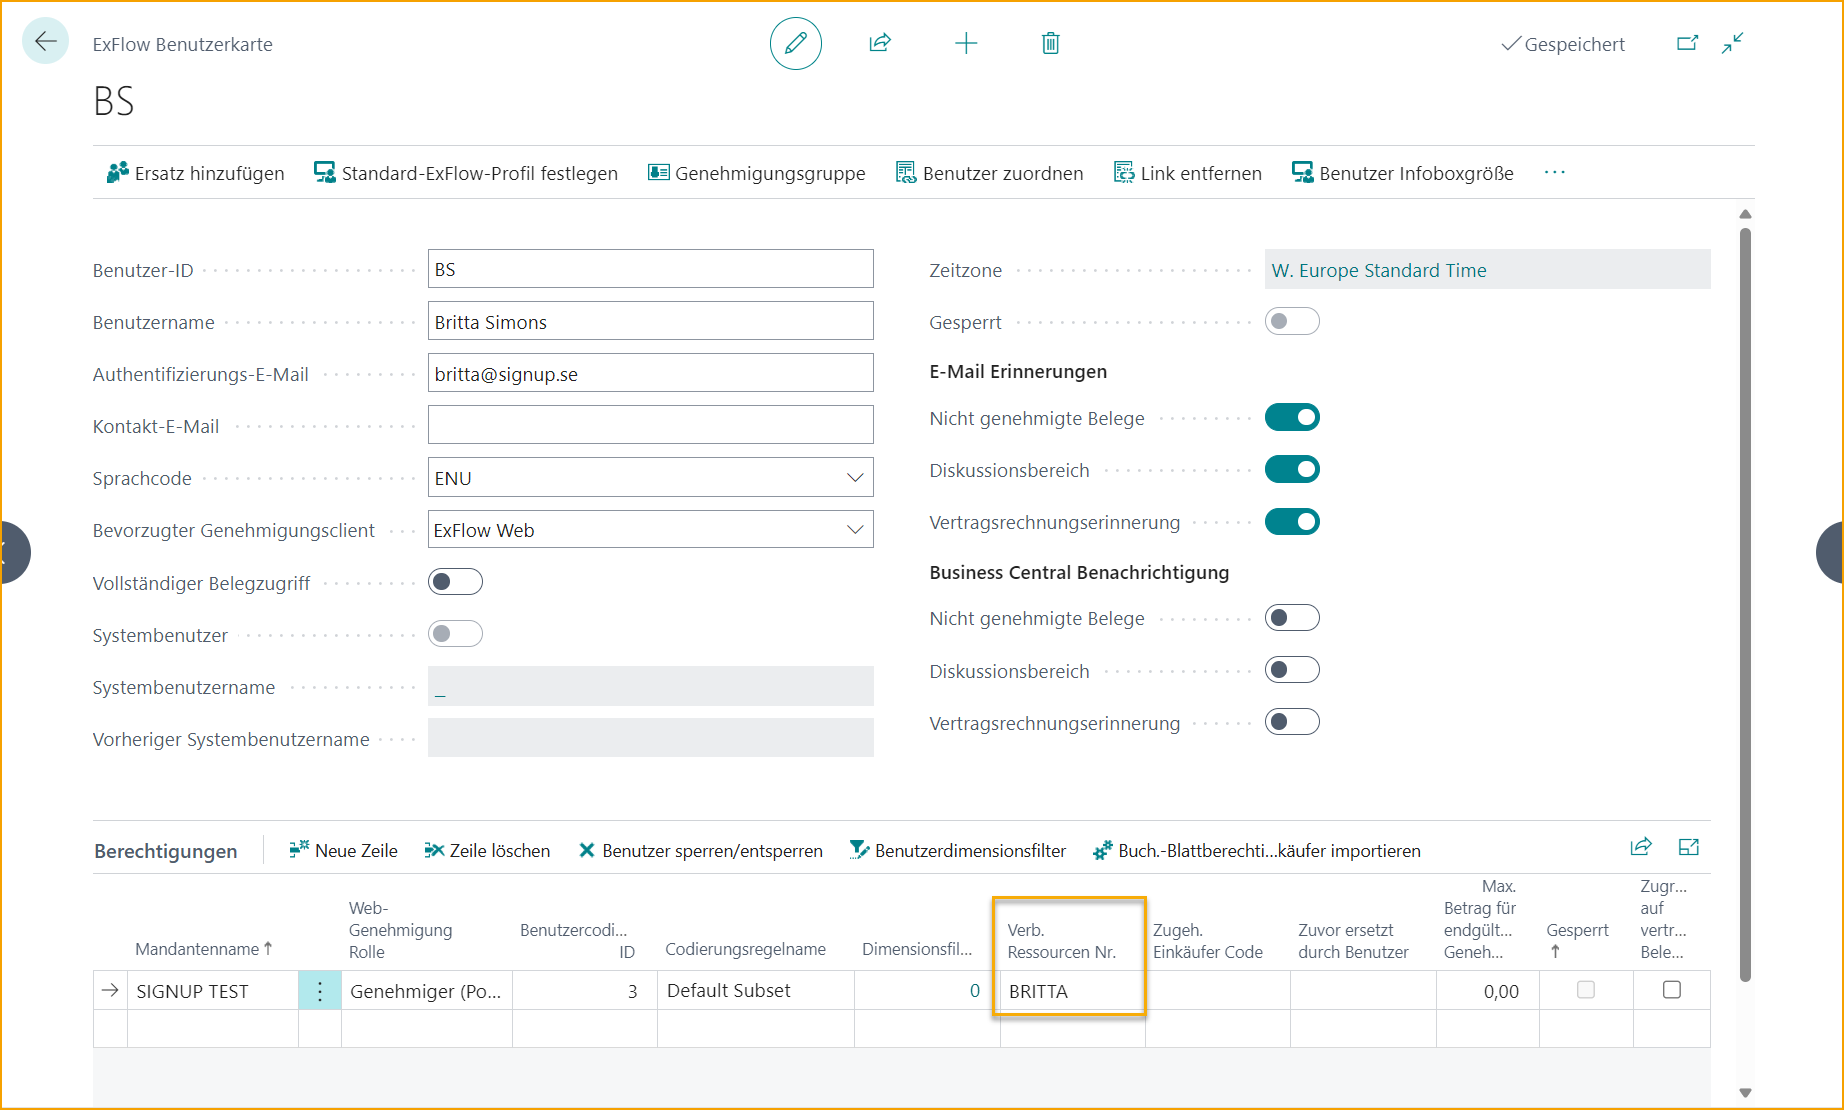 ExFlow Benutzerkarte
Gespeichert
BS
Ersatz hinzufügen
Standard-ExFlow-Profil festlegen
Genehmigungsgruppe
Benutzer zuordnen
Link entfernen
Benutzer Infoboxgröße
...
Benutzer-ID
BS
Benutzername
Britta Simons
Authentifizierungs-E-Mail
britta@signup.se
Kontakt-E-Mail
Sprachcode
ENU
Bevorzugter Genehmigungsclient
ExFlow Web
Vollständiger Belegzugriff
Systembenutzer
Systembenutzername
_
Vorheriger Systembenutzername
Zeitzone
W. Europe Standard Time
Gesperrt
E-Mail Erinnerungen
Nicht genehmigte Belege
Diskussionsbereich
Vertragsrechnungserinnerung
Business Central Benachrichtigung
Nicht genehmigte Belege
Diskussionsbereich
Vertragsrechnungserinnerung
Berechtigungen
Neue Zeile
Zeile löschen
Benutzer sperren/entsperren
Benutzerdimensionsfilter
Buch.-Blattberechti...käufer importieren
Mandantenname ↑
Web-
Genehmigung
Rolle
Benutzercodi...
ID
Codierungsregelname
Dimensionsfil...
Verb.
Ressourcen Nr.
Zugeh.
Einkäufer Code
Zuvor ersetzt
durch Benutzer
Max.
Betrag für
endgült...
Geneh...
Gesperrt
↑
Zugr...
auf
vertr...
Bele...
SIGNUP TEST
Genehmiger (Po...
3
Default Subset
0
BRITTA
0,00